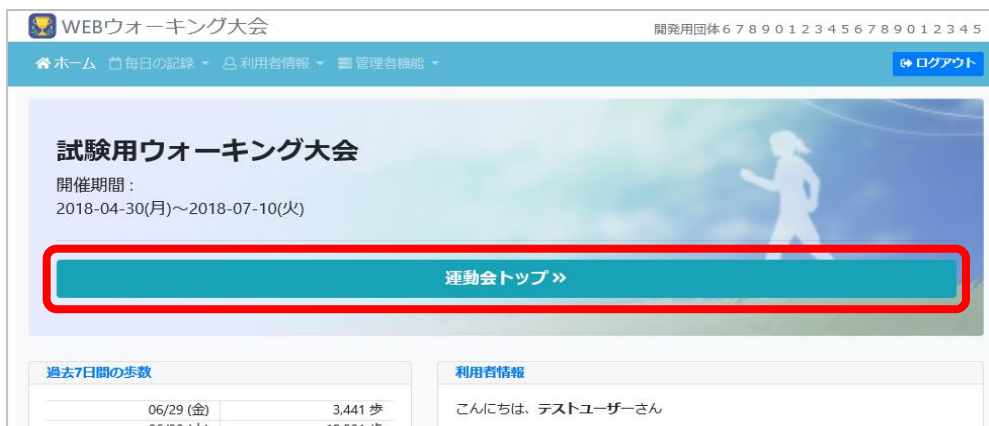 WEBウォーキング大会
開発用団体６７８９０１２３４５６７８９０１２３４５
ホーム 毎日の記録 利用者情報 管理者機能 ログアウト
試験用ウォーキング大会
開催期間 :
2018-04-30(月)～2018-07-10(火)
運動会トップ »
過去7日間の歩数
利用者情報
06/29 (金) 3,441 歩
こんにちは、テストユーザーさん